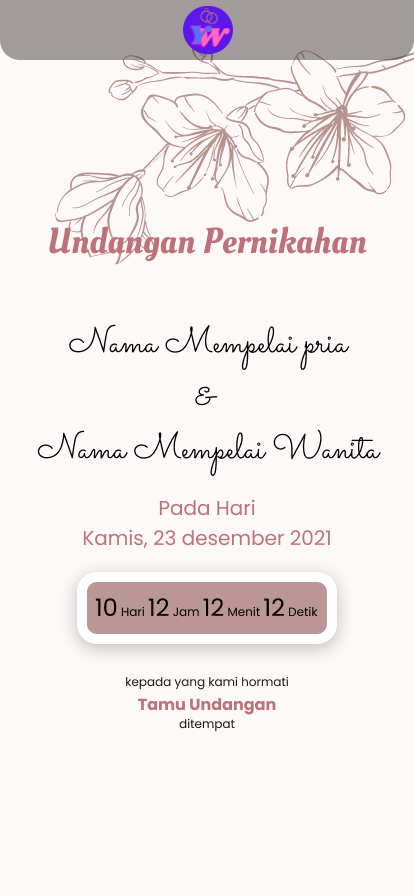 Undangan Pernikahan
Nama Mempelai pria
&
Nama Mempelai Wanita
Pada Hari
Kamis, 23 desember 2021
10 Hari 12 Jam 12 Menit 12 Detik
kepada yang kami hormati
Tamu Undangan
ditempat